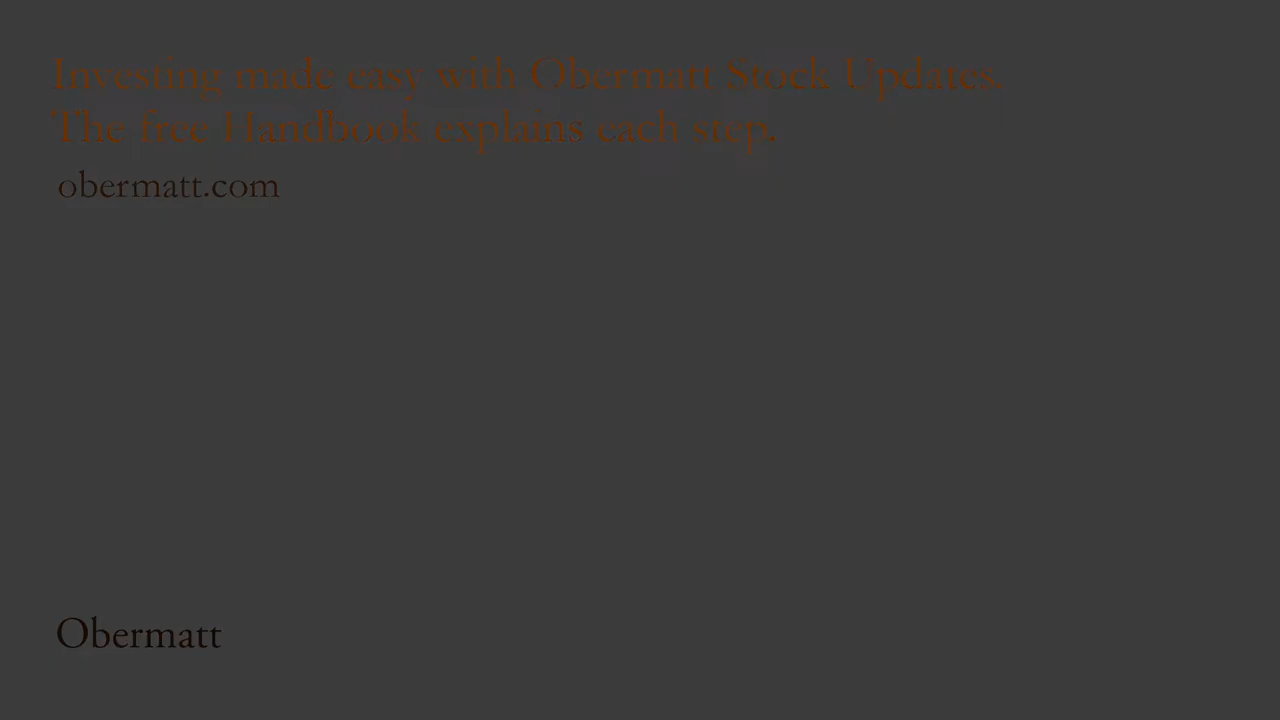 Investing made easy with Obermatt Stock Updates.
The free Handbook explains each step.
obermatt.com
Obermatt